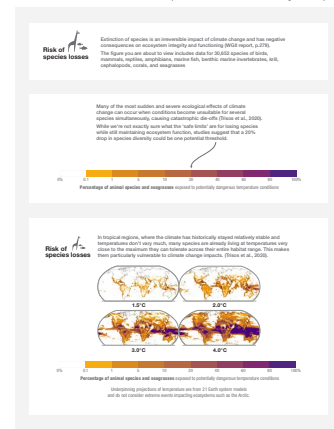 Risk of
species losses
Extinction of species is an irreversible impact of climate change and has negative
consequences on ecosystem integrity and functioning (WGII report, p.279).
The figure you are about to view includes data for 30,652 species of birds,
mammals, reptiles, amphibians, marine fish, benthic marine invertebrates, krill,
cephalopods, corals, and seagrasses
Many of the most sudden and severe ecological effects of climate
change can occur when conditions become unsuitable for several
species simultaneously, causing catastrophic die-offs (Trisos et al., 2020).
While we're not exactly sure what the 'safe limits' are for losing species
while still maintaining ecosystem function, studies suggest that a 20%
drop in species diversity could be one potential threshold.
0% 0.1 1 5 10 20 40 60 80 100%
Percentage of animal species and seagrasses exposed to potentially dangerous temperature conditions
Risk of
species losses
In tropical regions, where the climate has historically stayed relatively stable and
temperatures don't vary much, many species are already living at temperatures very
close to the maximum they can tolerate across their entire habitat range. This makes
them particularly vulnerable to climate change impacts. (Trisos et al., 2020).
1.5°C 2.0°C
3.0°C 4.0°C
0% 0.1 1 5 10 20 40 60 80 100%
Percentage of animal species and seagrasses exposed to potentially dangerous temperature conditions
Underpinning projections of temperature are from 21 Earth system models
and do not consider extreme events impacting ecosystems such as the Arctic.